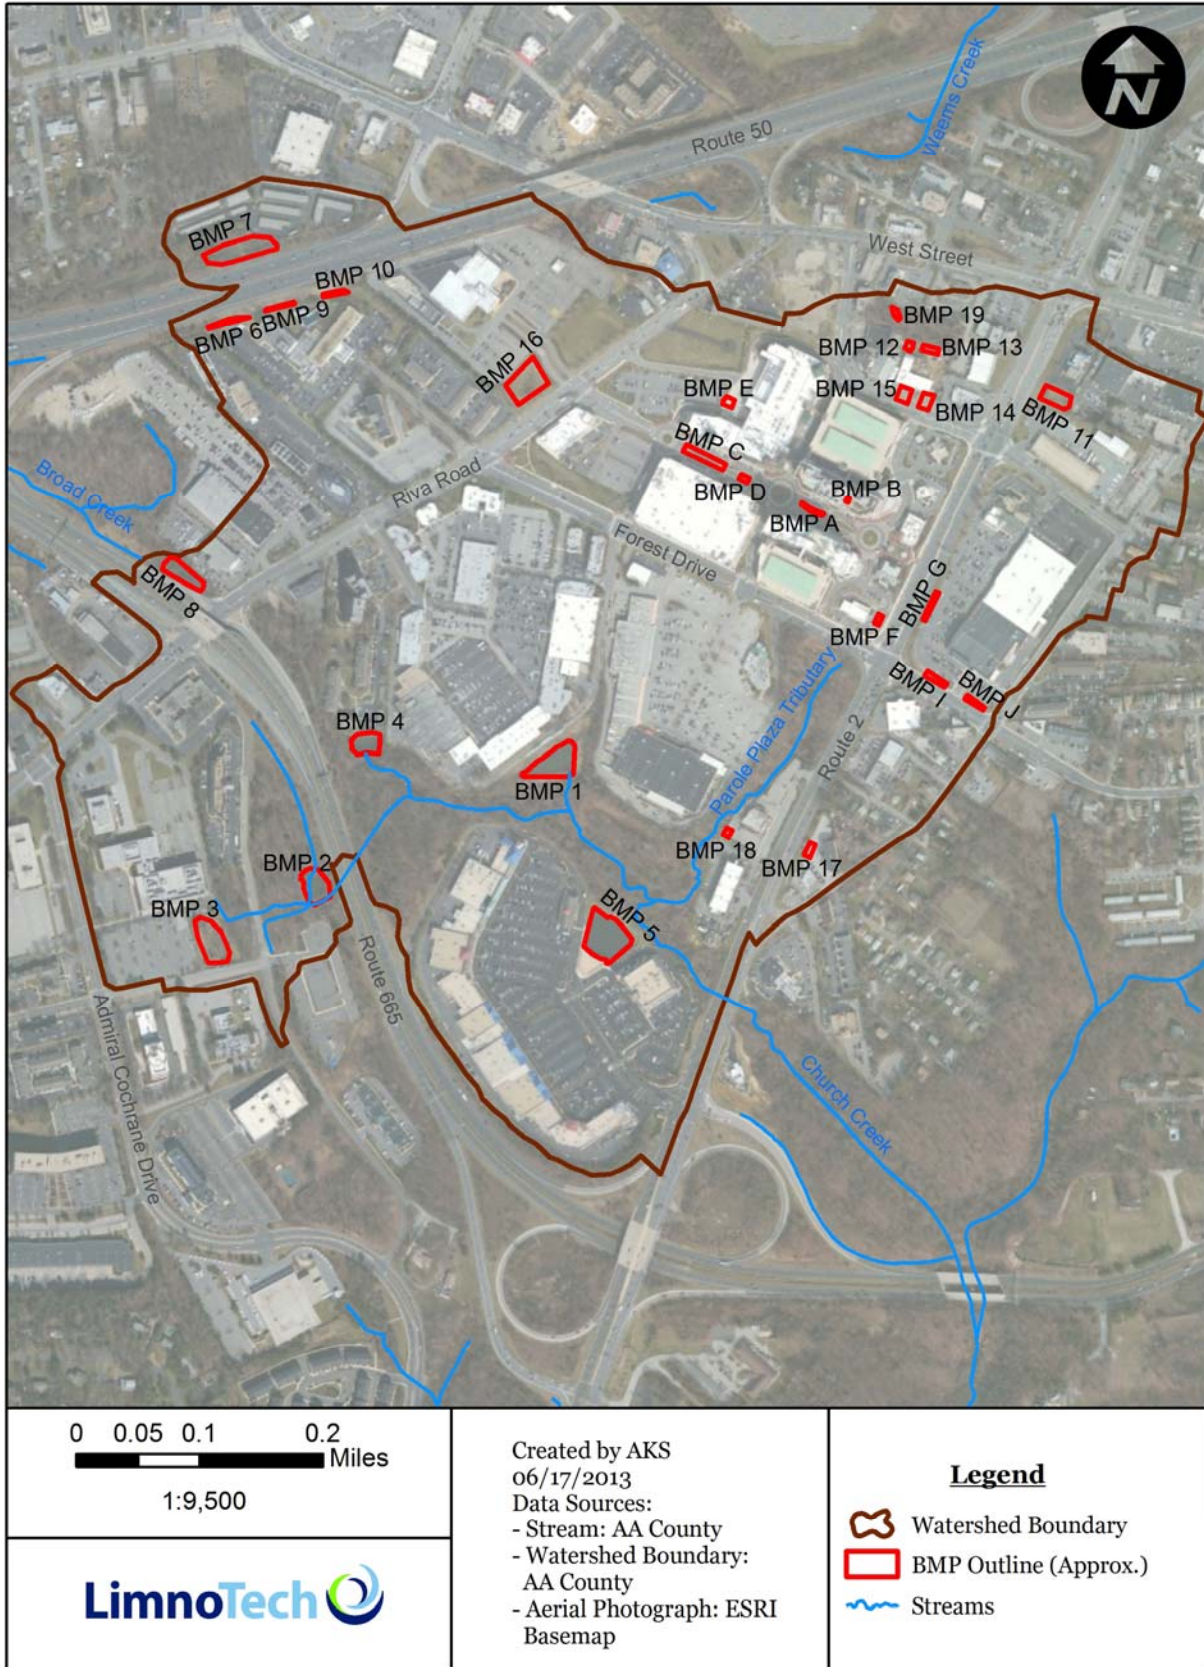 N
Weems Creek
Route 50
BMP 7
West Street
BMP 10
BMP 9
BMP 6
BMP 19
BMP 12
BMP 13
BMP 16
BMP E
BMP 15
BMP 14
BMP 11
BMP C
BMP D
BMP B
BMP A
Riva Road
Broad Creek
Forest Drive
BMP 8
BMP G
BMP F
BMP I
BMP J
Parole Plaza Tributary
Route 2
BMP 4
BMP 1
BMP 18
BMP 17
BMP 2
BMP 3
BMP 5
Route 665
Admiral Cochrane Drive
Church Creek
0 0.05 0.1 0.2
Miles
1:9,500
LimnoTech
Created by AKS
06/17/2013
Data Sources:
- Stream: AA County
- Watershed Boundary:
AA County
- Aerial Photograph: ESRI
Basemap
Legend
Watershed Boundary
BMP Outline (Approx.)
Streams